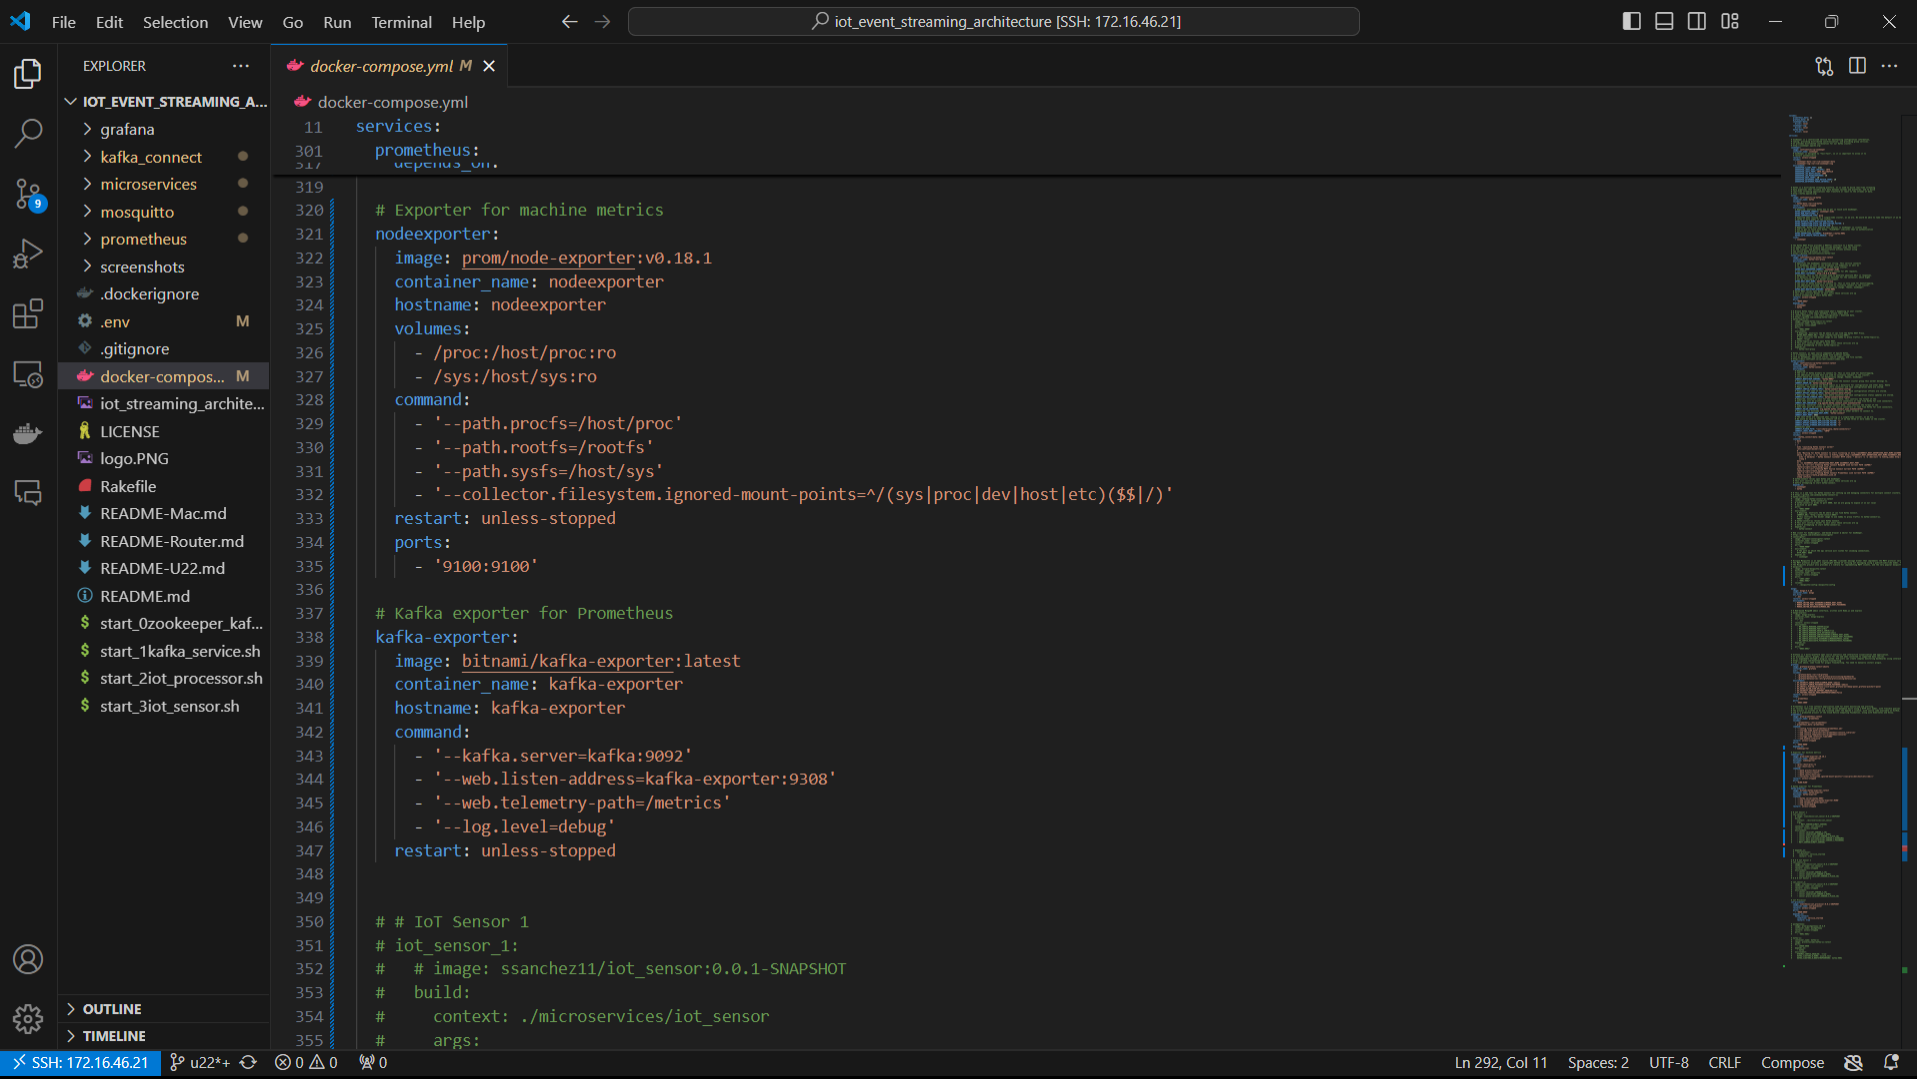 File Edit Selection View Go Run Terminal Help
iot_event_streaming_architecture [SSH: 172.16.46.21]
EXPLORER
docker-compose.yml M
IOT_EVENT_STREAMING_A...
grafana
kafka_connect
microservices
mosquitto
prometheus
screenshots
.dockerignore
.env M
.gitignore
docker-compos... M
iot_streaming_archite...
LICENSE
logo.PNG
Rakefile
README-Mac.md
README-Router.md
README-U22.md
README.md
$ start_0zookeeper_kaf...
$ start_1kafka_service.sh
$ start_2iot_processor.sh
$ start_3iot_sensor.sh
OUTLINE
TIMELINE
9
docker-compose.yml
11 services:
301 prometheus:
317 depends_on:
319
320 # Exporter for machine metrics
321 nodeexporter:
322 image: prom/node-exporter:v0.18.1
323 container_name: nodeexporter
324 hostname: nodeexporter
325 volumes:
326 - /proc:/host/proc:ro
327 - /sys:/host/sys:ro
328 command:
329 - '--path.procfs=/host/proc'
330 - '--path.rootfs=/rootfs'
331 - '--path.sysfs=/host/sys'
332 - '--collector.filesystem.ignored-mount-points=^/(sys|proc|dev|host|etc)($$|/)'
333 restart: unless-stopped
334 ports:
335 - '9100:9100'
336
337 # Kafka exporter for Prometheus
338 kafka-exporter:
339 image: bitnami/kafka-exporter:latest
340 container_name: kafka-exporter
341 hostname: kafka-exporter
342 command:
343 - '--kafka.server=kafka:9092'
344 - '--web.listen-address=kafka-exporter:9308'
345 - '--web.telemetry-path=/metrics'
346 - '--log.level=debug'
347 restart: unless-stopped
348
349
350 # # IoT Sensor 1
351 # iot_sensor_1:
352 # # image: ssanchez11/iot_sensor:0.0.1-SNAPSHOT
353 # build:
354 # context: ./microservices/iot_sensor
355 # args:
SSH: 172.16.46.21 u22*+ 0 0 0 Ln 292, Col 11 Spaces: 2 UTF-8 CRLF Compose